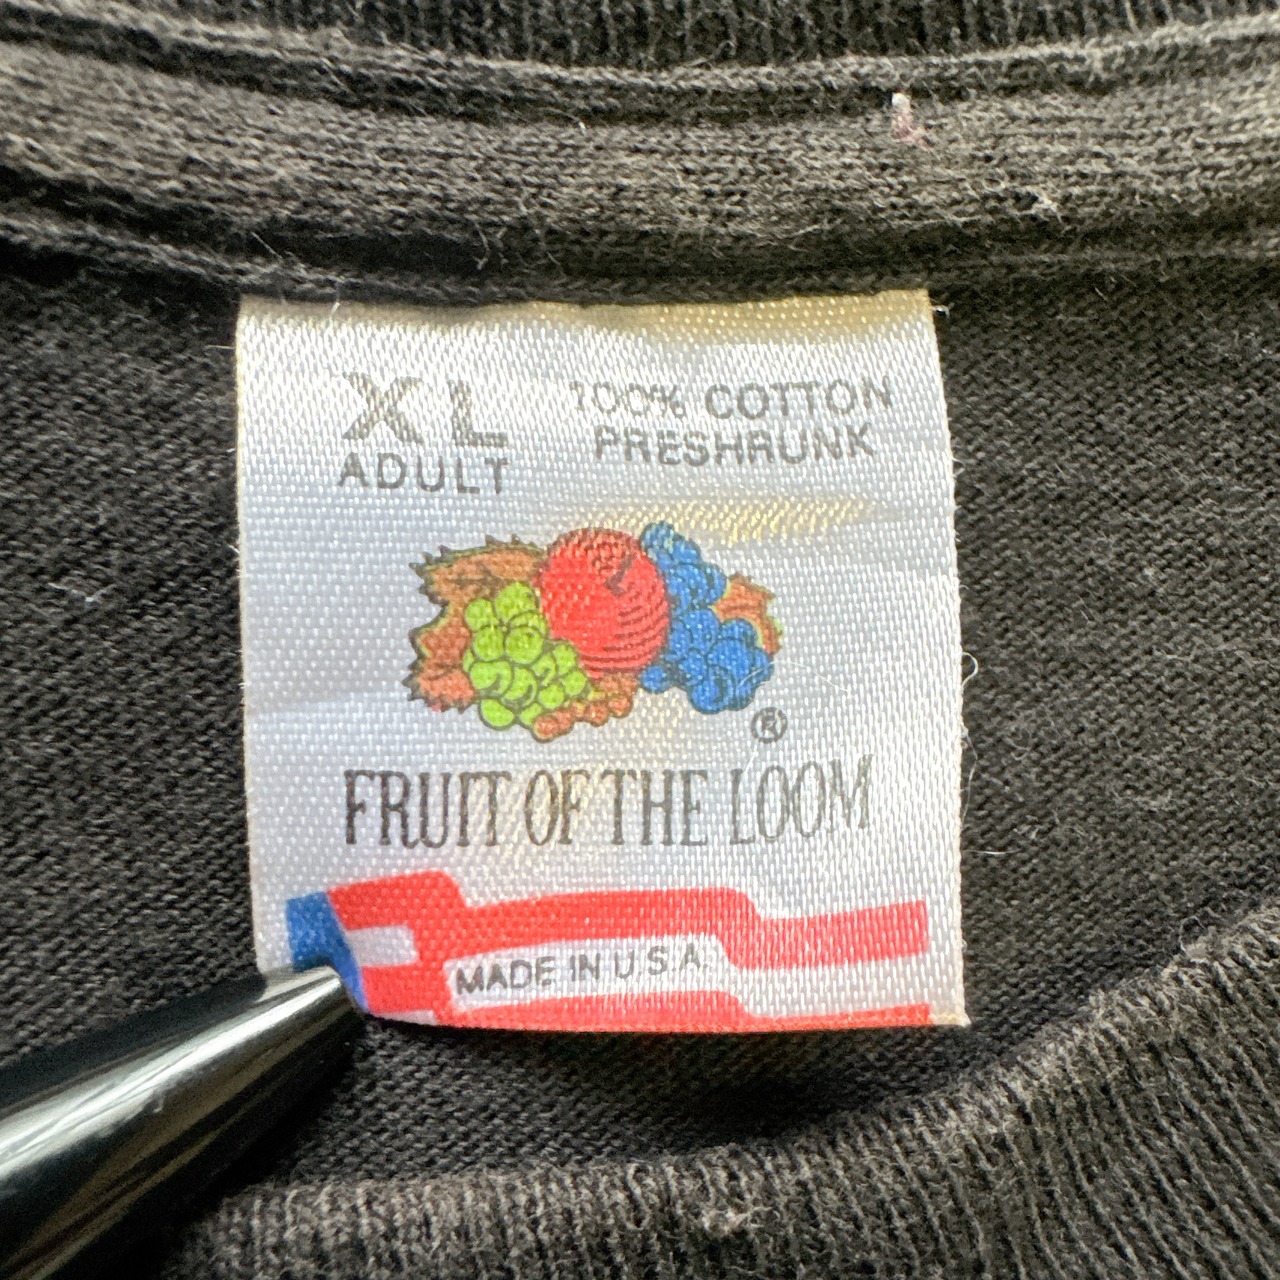 XL
ADULT
100% COTTON
PRESHRUNK
®
FRUIT OF THE LOOM
MADE IN U.S.A.